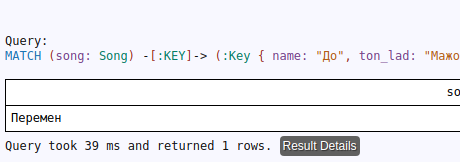 Query:
MATCH (song: Song) -[:KEY]-> (:Key { name: "До", ton_lad: "Мажо
so
Перемен
Query took 39 ms and returned 1 rows. Result Details